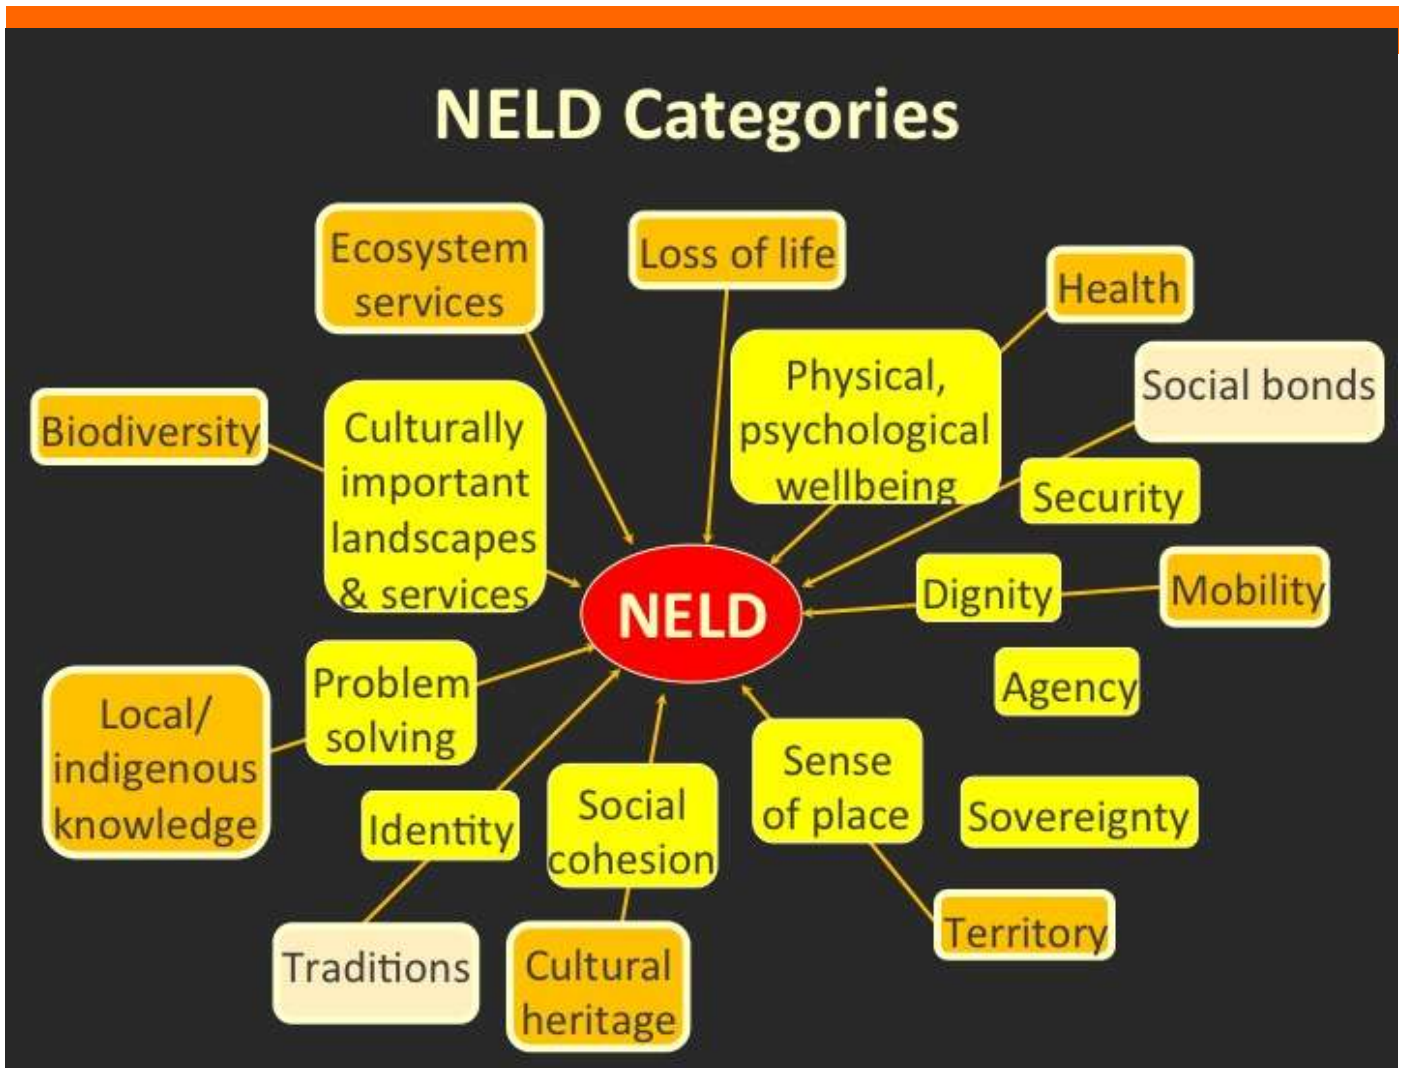 NELD Categories
Ecosystem
services
Loss of life
Health
Physical,
psychological
wellbeing
Social bonds
Biodiversity
Culturally
important
landscapes
& services
Security
NELD
Dignity
Mobility
Problem
solving
Agency
Local/
indigenous
knowledge
Identity
Social
cohesion
Sense
of place
Sovereignty
Territory
Traditions
Cultural
heritage